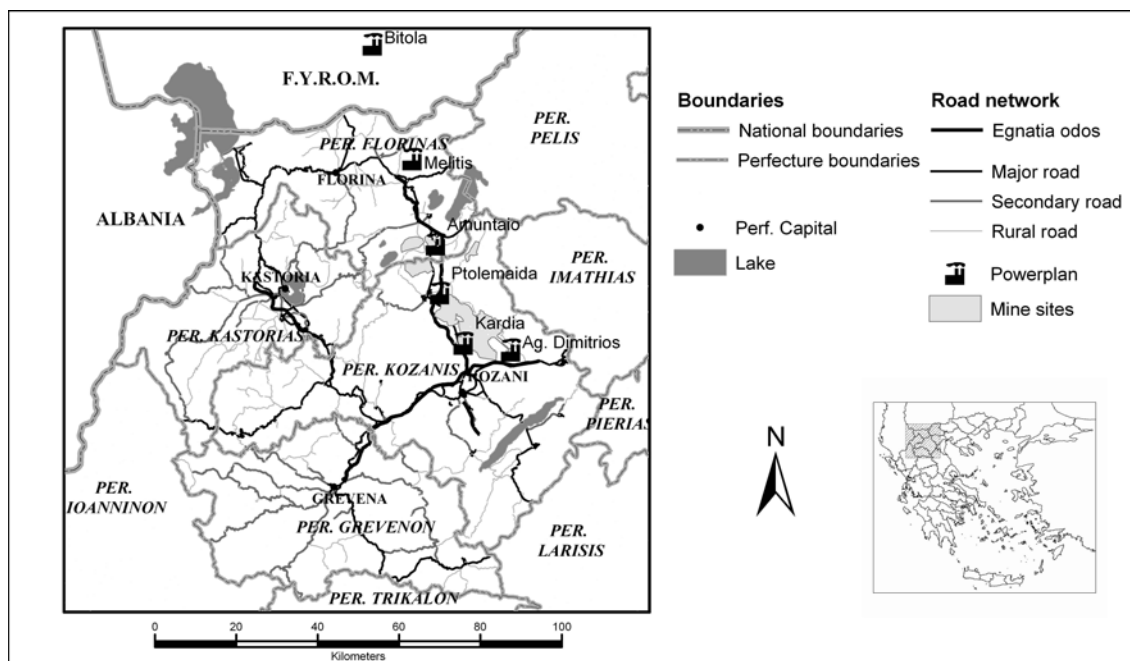 Bitola
F.Y.R.O.M.
PER.
PELIS
PER. FLORINAS
Melitis
FLORINA
ALBANIA
Amuntaio
PER.
IMATHIAS
Ptolemaida
KASTORIA
Kardia
PER. KASTORIAS
Ag. Dimitrios
PER. KOZANIS
KOZANI
PER.
PIERIAS
PER.
IOANNINON
GREVENA
PER. GREVENON
PER.
LARISIS
PER. TRIKALON
0 20 40 60 80 100
Kilometers
Boundaries
National boundaries
Perfecture boundaries
Perf. Capital
Lake
Road network
Egnatia odos
Major road
Secondary road
Rural road
Powerplan
Mine sites
N